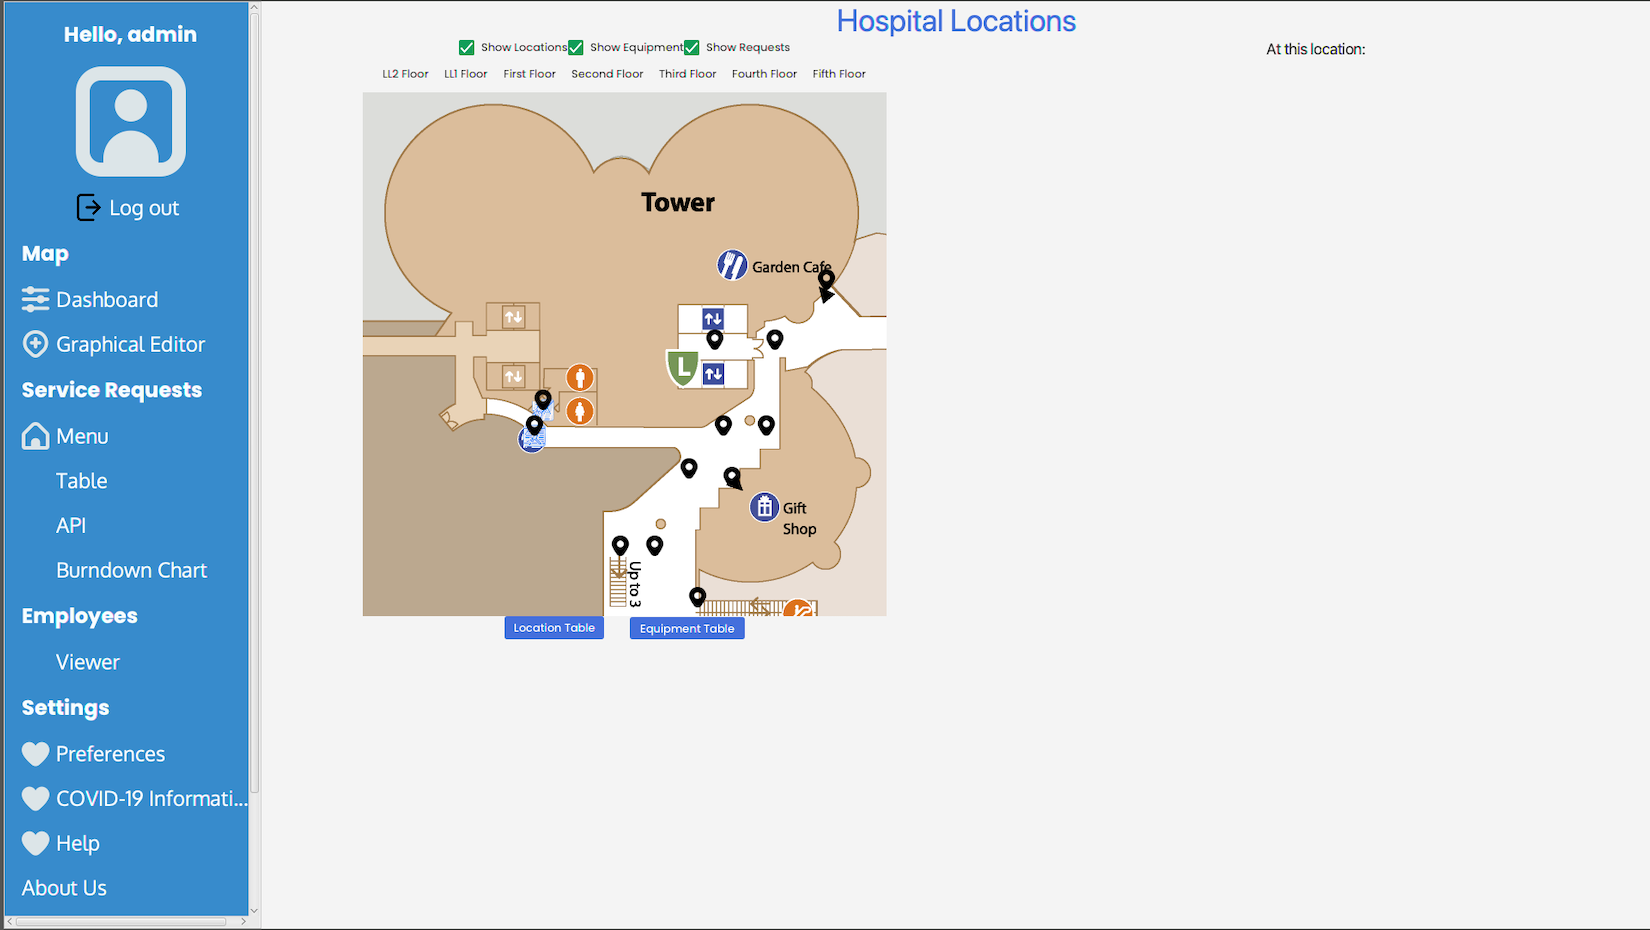 Hello, admin
Log out
Map
Dashboard
Graphical Editor
Service Requests
Menu
Table
API
Burndown Chart
Employees
Viewer
Settings
Preferences
COVID-19 Informati...
Help
About Us
Hospital Locations
Show Locations Show Equipment Show Requests
At this location:
LL2 Floor LL1 Floor First Floor Second Floor Third Floor Fourth Floor Fifth Floor
Tower
Garden Cafe
L
Gift
Shop
Up to 3
Location Table Equipment Table